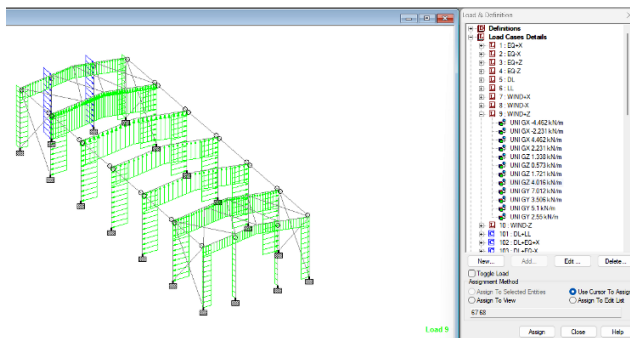 Load 9
Load & Definition
Definitions
Load Cases Details
1 : EQ+X
2 : EQ-X
3 : EQ+Z
4 : EQ-Z
5 : DL
6 : LL
7 : WIND+X
8 : WIND-X
9 : WIND+Z
UNI GX -4.462 kN/m
UNI GX -2.231 kN/m
UNI GX 4.462 kN/m
UNI GX 2.231 kN/m
UNI GZ 1.338 kN/m
UNI GZ 0.573 kN/m
UNI GZ 1.721 kN/m
UNI GZ 4.016 kN/m
UNI GY 7.012 kN/m
UNI GY 3.506 kN/m
UNI GY 5.1 kN/m
UNI GY 2.55 kN/m
10 : WIND-Z
101 : DL+LL
102 : DL+EQ+X
103 : DL+EQ-X
New... Add... Edit ... Delete...
Toggle Load
Assignment Method
Assign To Selected Entities Use Cursor To Assign
Assign To View Assign To Edit List
67 68
Assign Close Help